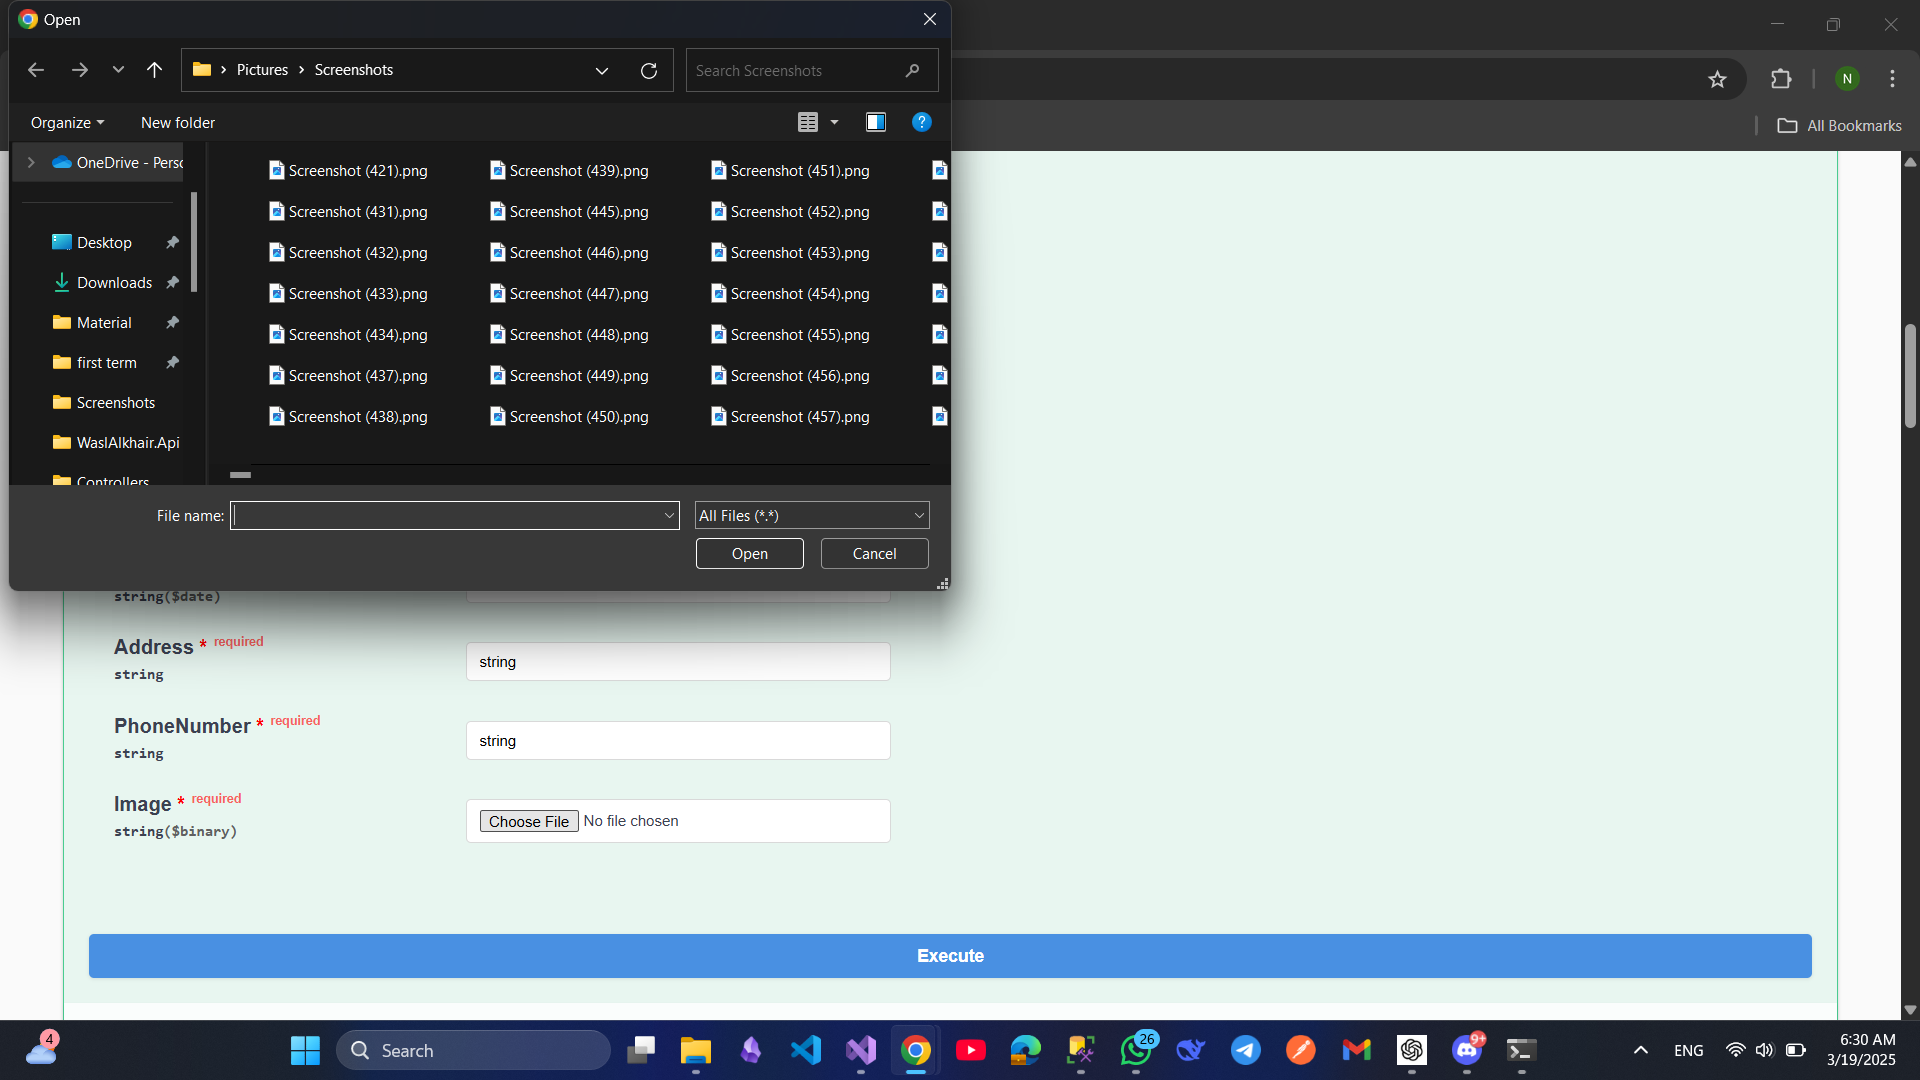 Open
Pictures
Screenshots
Search Screenshots
Organize
New folder
OneDrive - Persc
Desktop
Downloads
Material
first term
Screenshots
WaslAlkhair.Api
Controllers
Screenshot (421).png
Screenshot (431).png
Screenshot (432).png
Screenshot (433).png
Screenshot (434).png
Screenshot (437).png
Screenshot (438).png
Screenshot (439).png
Screenshot (445).png
Screenshot (446).png
Screenshot (447).png
Screenshot (448).png
Screenshot (449).png
Screenshot (450).png
Screenshot (451).png
Screenshot (452).png
Screenshot (453).png
Screenshot (454).png
Screenshot (455).png
Screenshot (456).png
Screenshot (457).png
File name:
All Files (*.*)
Open
Cancel
N
All Bookmarks
string($date)
Address * required
string
string
PhoneNumber * required
string
string
Image * required
string($binary)
Choose File No file chosen
Execute
4
Search
26
9+
ENG
6:30 AM
3/19/2025